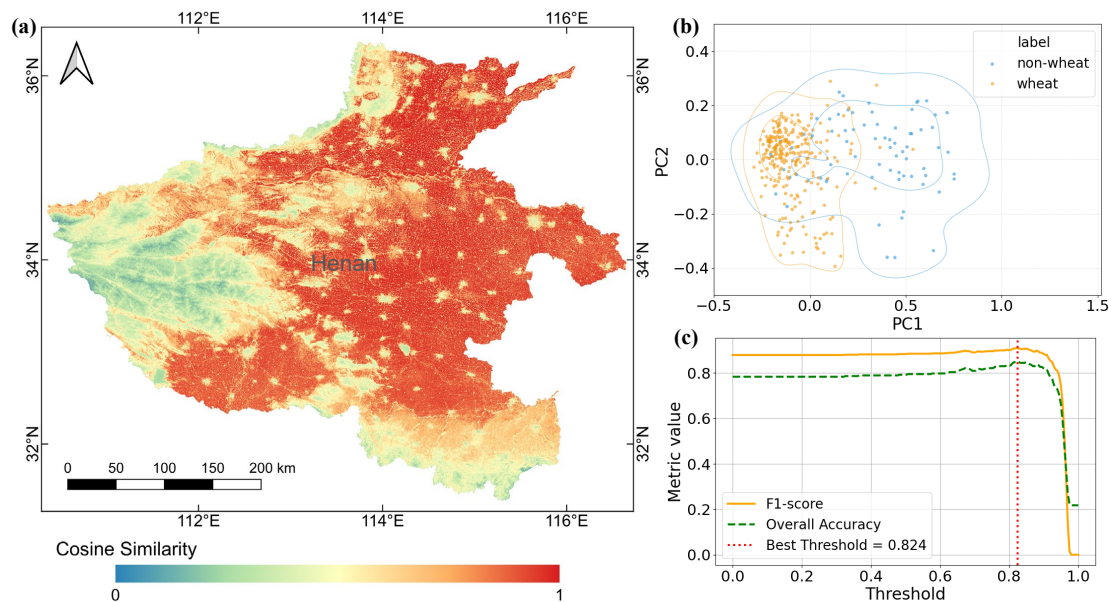 (a)
112°E 114°E 116°E
36°N 36°N
34°N 34°N
32°N 32°N
Henan
0 50 100 150 200 km
112°E 114°E 116°E
Cosine Similarity
0 1
(b)
label
non-wheat
wheat
PC2
0.4
0.2
0.0
−0.2
−0.4
−0.5 0.0 0.5 1.0 1.5
PC1
(c)
Metric value
0.8
0.6
0.4
0.2
0.0
F1-score
Overall Accuracy
Best Threshold = 0.824
0.0 0.2 0.4 0.6 0.8 1.0
Threshold